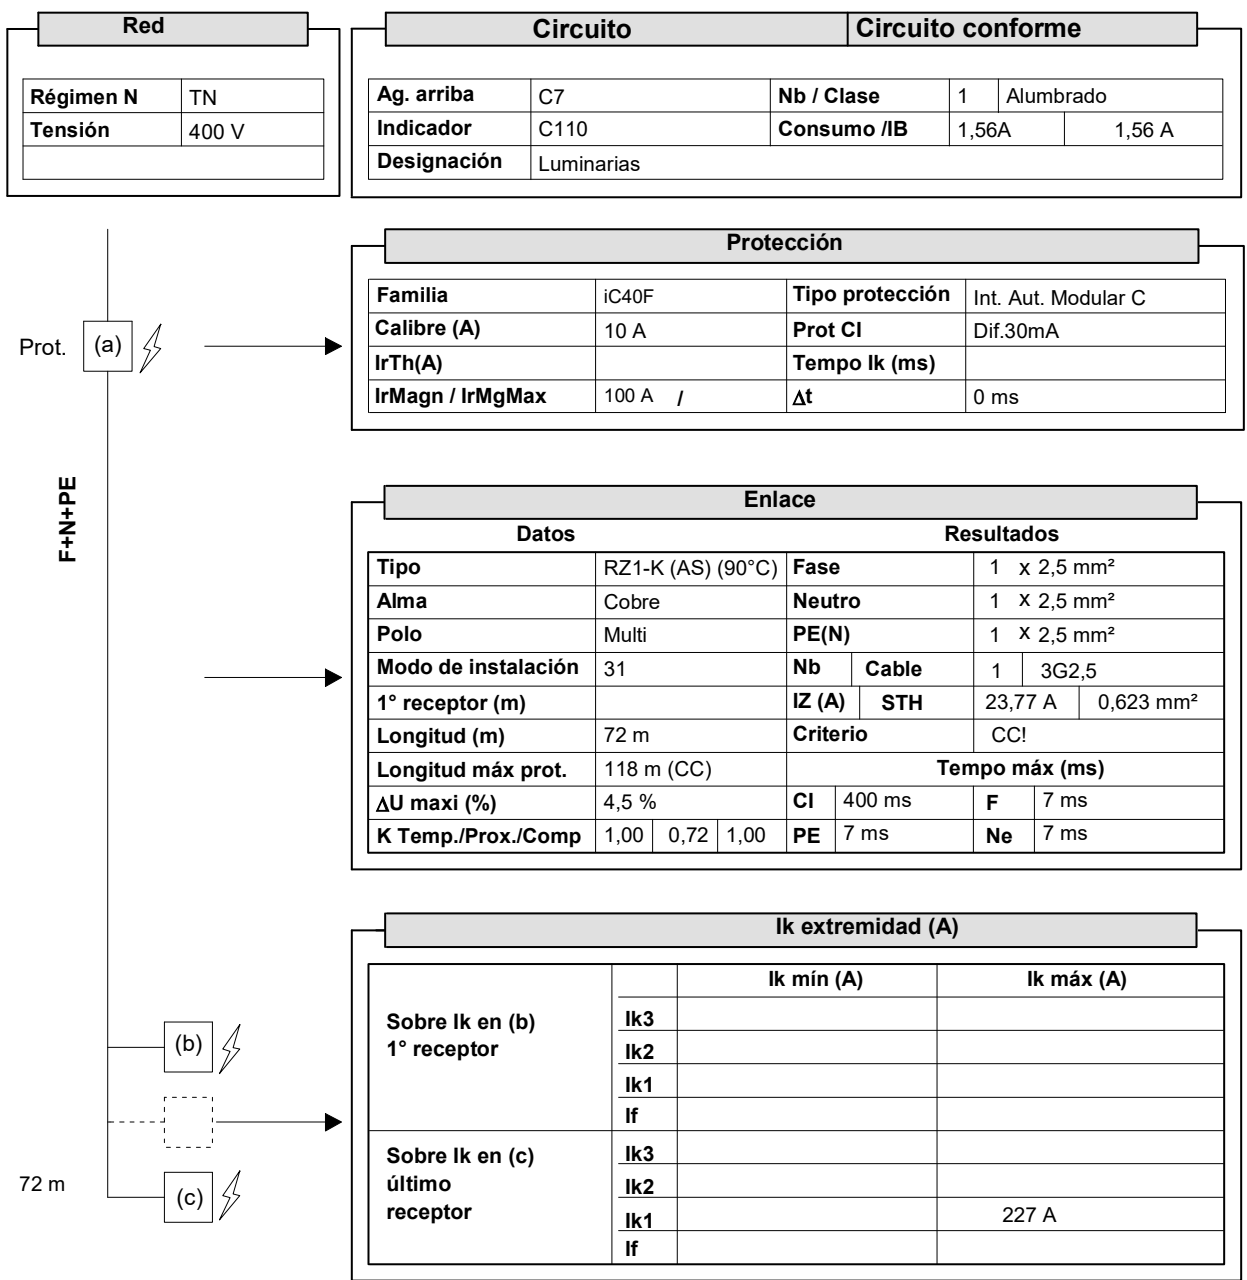 Red
Régimen N TN
Tensión 400 V
Circuito Circuito conforme
Ag. arriba C7 Nb / Clase 1 Alumbrado
Indicador C110 Consumo /IB 1,56A 1,56 A
Designación Luminarias
Protección
Familia iC40F Tipo protección Int. Aut. Modular C
Calibre (A) 10 A Prot CI Dif.30mA
IrTh(A) Tempo Ik (ms)
IrMagn / IrMgMax 100 A / Δt 0 ms
Prot. (a)
F+N+PE
Enlace
Datos Resultados
Tipo RZ1-K (AS) (90°C) Fase 1 x 2,5 mm²
Alma Cobre Neutro 1 x 2,5 mm²
Polo Multi PE(N) 1 x 2,5 mm²
Modo de instalación 31 Nb Cable 1 3G2,5
1° receptor (m) IZ (A) STH 23,77 A 0,623 mm²
Longitud (m) 72 m Criterio CC!
Longitud máx prot. 118 m (CC) Tempo máx (ms)
ΔU maxi (%) 4,5 % CI 400 ms F 7 ms
K Temp./Prox./Comp 1,00 0,72 1,00 PE 7 ms Ne 7 ms
Ik extremidad (A)
Ik mín (A) Ik máx (A)
(b)
Sobre Ik en (b)
1° receptor
Ik3
Ik2
Ik1
If
72 m
(c)
Sobre Ik en (c)
último
receptor
Ik3
Ik2
Ik1 227 A
If